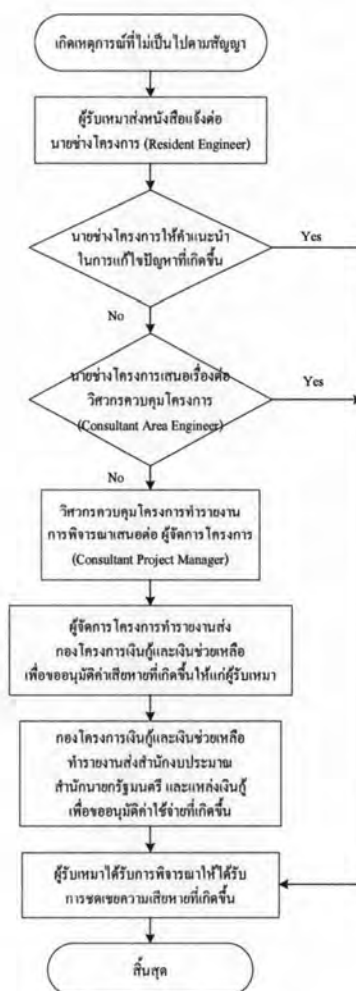 เกิดเหตุการณ์ที่ไม่เป็นไปตามสัญญา
ผู้รับเหมาส่งหนังสือแจ้งต่อ
นายช่างโครงการ (Resident Engineer)
นายช่างโครงการให้คำแนะนำ
ในการแก้ไขปัญหาที่เกิดขึ้น
Yes
No
นายช่างโครงการเสนอเรื่องต่อ
วิศวกรควบคุมโครงการ
(Consultant Area Engineer)
Yes
No
วิศวกรควบคุมโครงการทำรายงาน
การพิจารณาเสนอต่อ ผู้จัดการโครงการ
(Consultant Project Manager)
ผู้จัดการโครงการทำรายงานส่ง
กองโครงการเงินกู้และเงินช่วยเหลือ
เพื่อขออนุมัติค่าเสียหายที่เกิดขึ้นให้แก่ผู้รับเหมา
กองโครงการเงินกู้และเงินช่วยเหลือ
ทำรายงานส่งสำนักงบประมาณ
สำนักนายกรัฐมนตรี และแหล่งเงินกู้
เพื่อขออนุมัติค่าใช้จ่ายที่เกิดขึ้น
ผู้รับเหมาได้รับการพิจารณาให้ได้รับ
การชดเชยความเสียหายที่เกิดขึ้น
สิ้นสุด